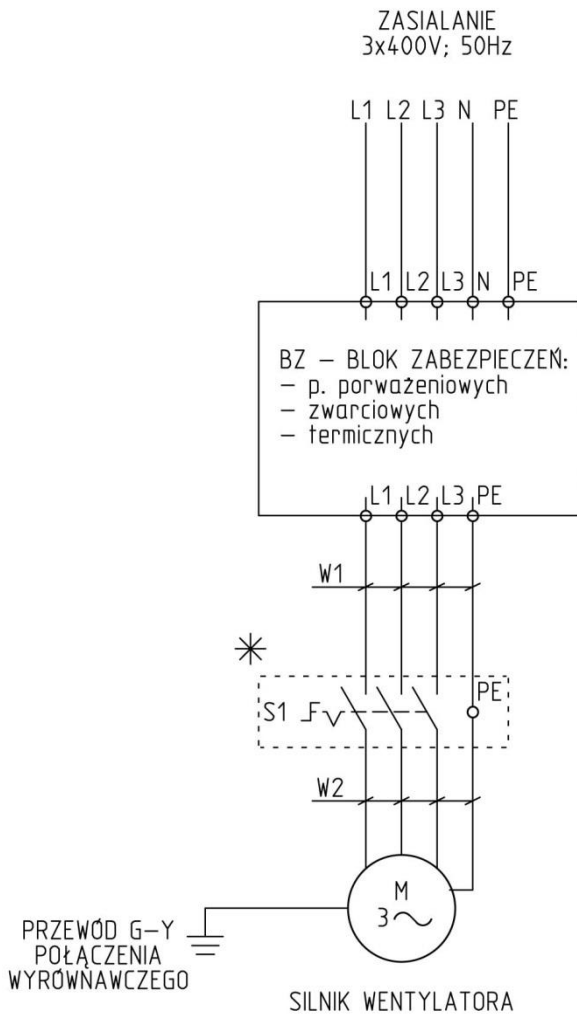 ZASIALANIE
3x400V; 50Hz
L1 L2 L3 N PE
L1 L2 L3 N PE
BZ – BLOK ZABEZPIECZEŃ:
– p. porważeniowych
– zwarciowych
– termicznych
L1 L2 L3 PE
W1
PE
S1
W2
M
3
PRZEWÓD G–Y
POŁĄCZENIA
WYRÓWNAWCZEGO
SILNIK WENTYLATORA